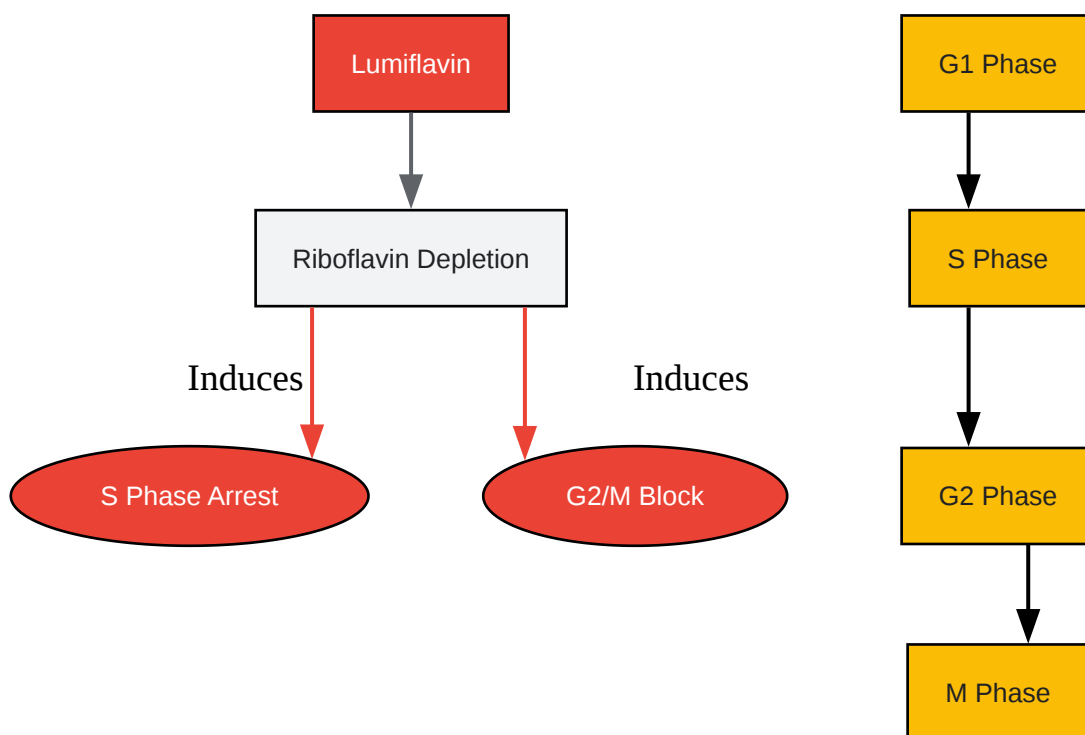 Lumiflavin
G1 Phase
Riboflavin Depletion
S Phase
Induces
Induces
S Phase Arrest
G2/M Block
G2 Phase
M Phase